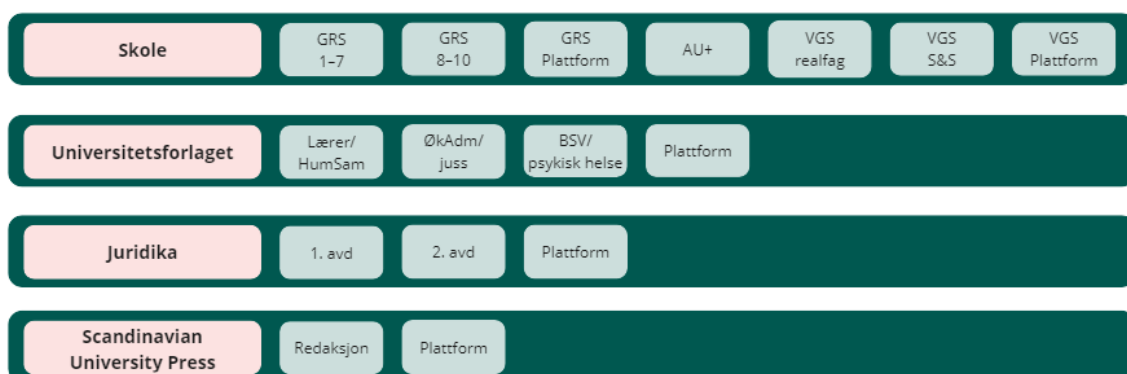 Skole
GRS
1–7
GRS
8–10
GRS
Plattform
AU+
VGS
realfag
VGS
S&S
VGS
Plattform
Universitetsforlaget
Lærer/
HumSam
ØkAdm/
juss
BSV/
psykisk helse
Plattform
Juridika
1. avd
2. avd
Plattform
Scandinavian
University Press
Redaksjon
Plattform